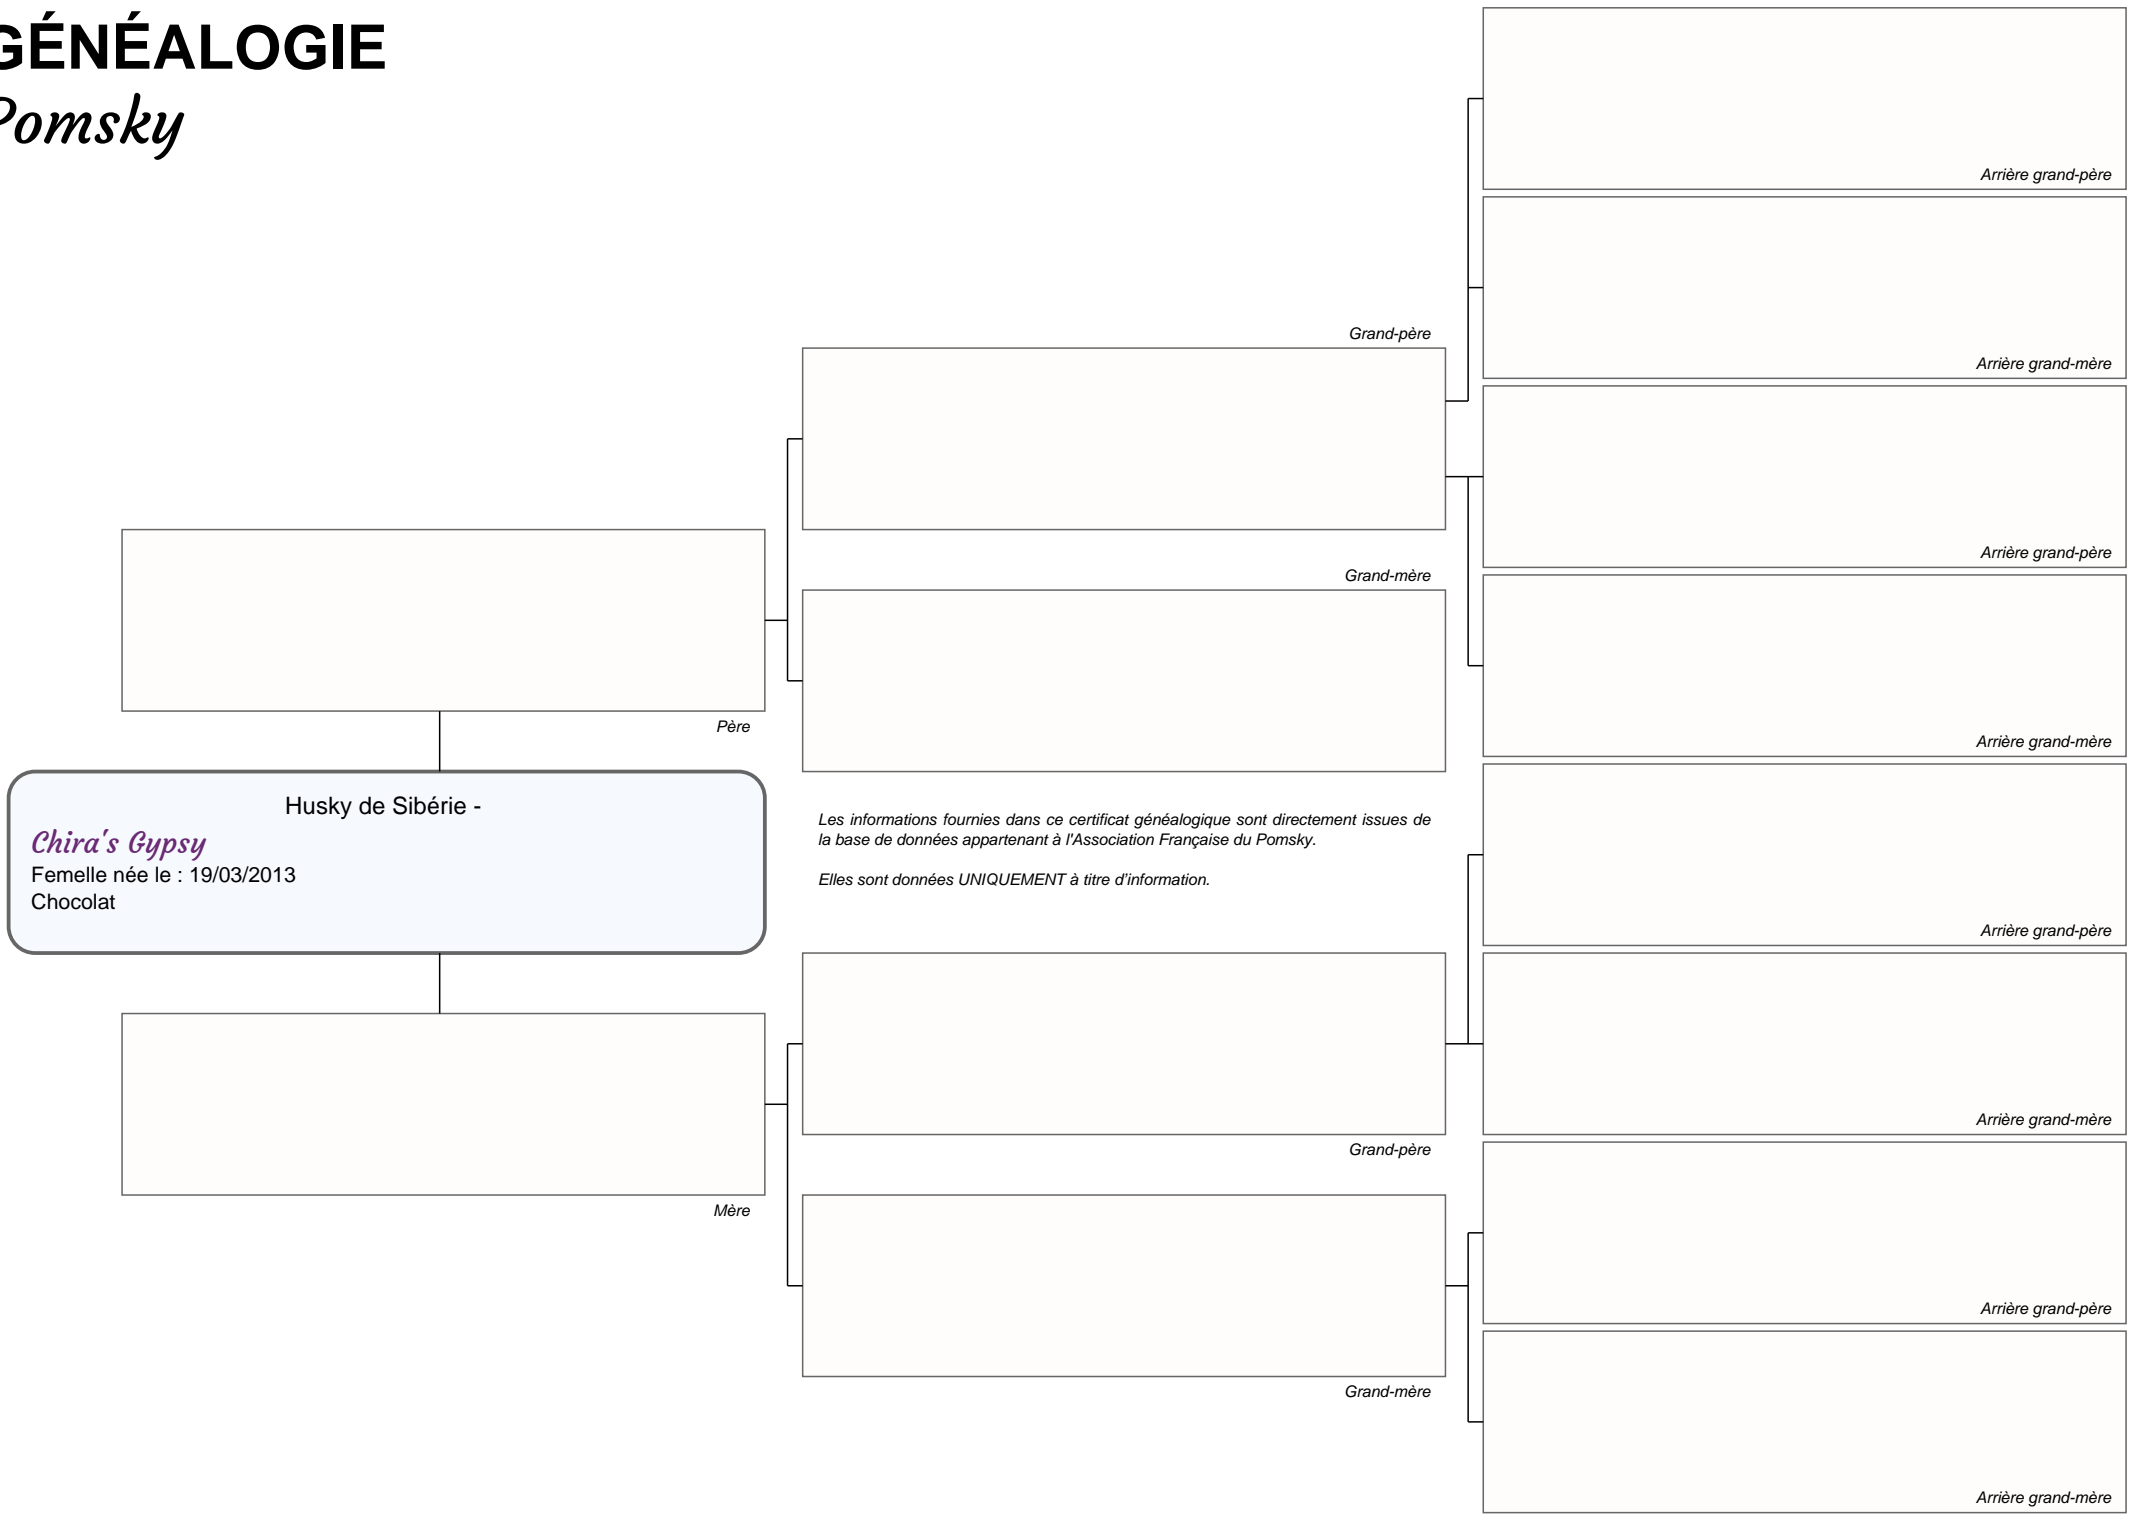 GÉNÉALOGIE
Pomsky
Arrière grand-père
Arrière grand-mère
Grand-père
Arrière grand-père
Grand-mère
Arrière grand-mère
Père
Husky de Sibérie -
Chira's Gypsy
Femelle née le : 19/03/2013
Chocolat
Les informations fournies dans ce certificat généalogique sont directement issues de
la base de données appartenant à l'Association Française du Pomsky.
Elles sont données UNIQUEMENT à titre d’information.
Arrière grand-père
Arrière grand-mère
Grand-père
Mère
Arrière grand-père
Grand-mère
Arrière grand-mère